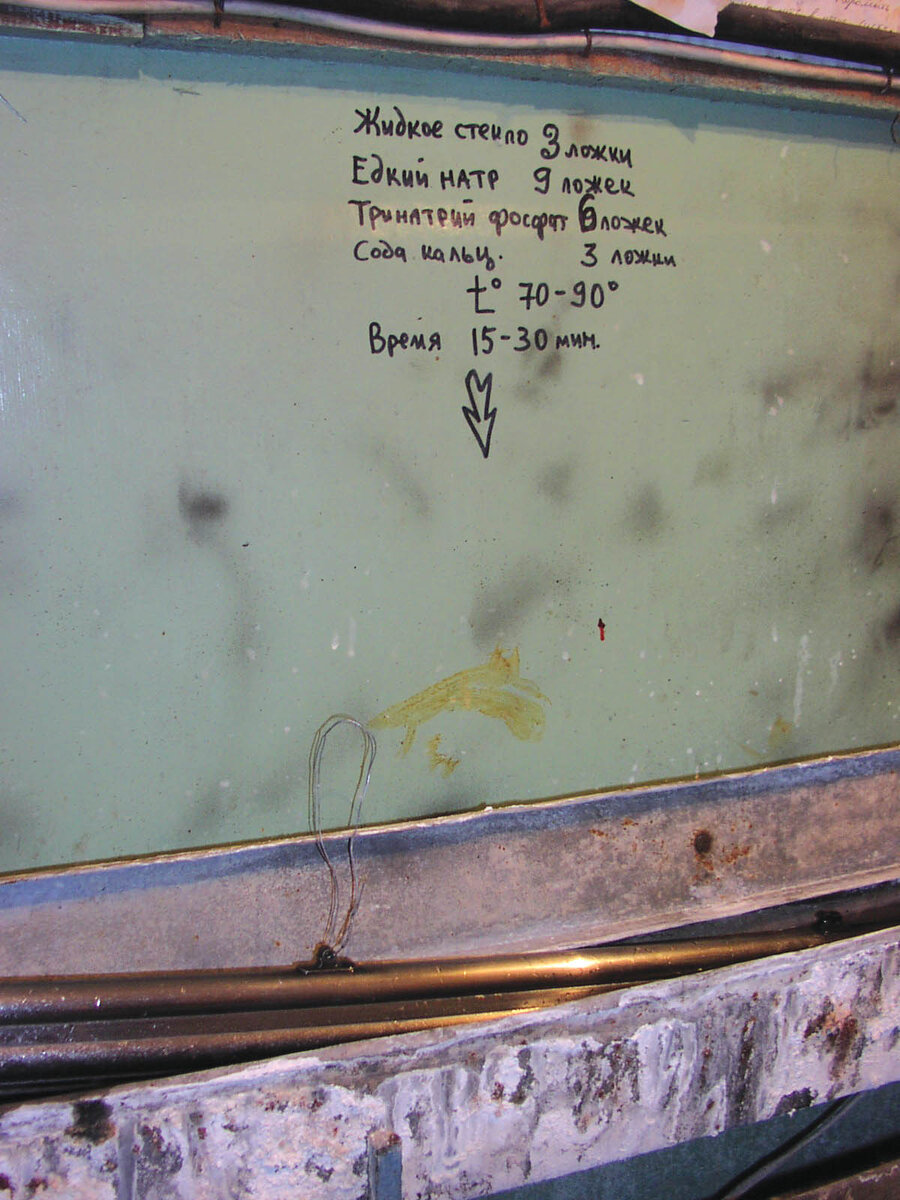 Жидкое стекло 3 ложки
Едкий натр 9 ложек
Тринатрий фосфат 6 ложек
Сода кальц. 3 ложки
t° 70-90°
Время 15-30 мин.